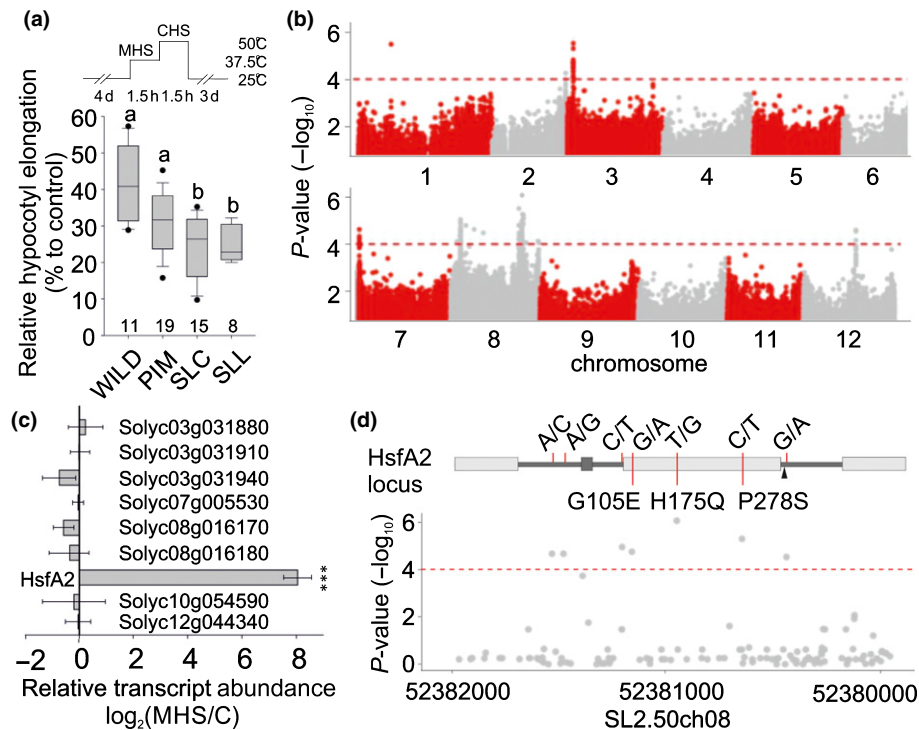 (a)
MHS
CHS
50℃
37.5℃
25℃
4d 1.5h 1.5h 3d
Relative hypocotyl elongation
(% to control)
60
50
40
30
20
10
0
a
a
b
b
11 19 15 8
WILD PIM SLC SLL
(b)
P-value (−log10)
6
4
2
1 2 3 4 5 6
6
4
2
7 8 9 10 11 12
chromosome
(c)
Solyc03g031880
Solyc03g031910
Solyc03g031940
Solyc07g005530
Solyc08g016170
Solyc08g016180
HsfA2
***
Solyc10g054590
Solyc12g044340
−2 0 2 4 6 8
Relative transcript abundance
log2(MHS/C)
(d)
HsfA2
locus
A/C A/G C/T G/A T/G C/T G/A
G105E H175Q P278S
P-value (−log10)
6
4
2
0
52382000 52381000 52380000
SL2.50ch08